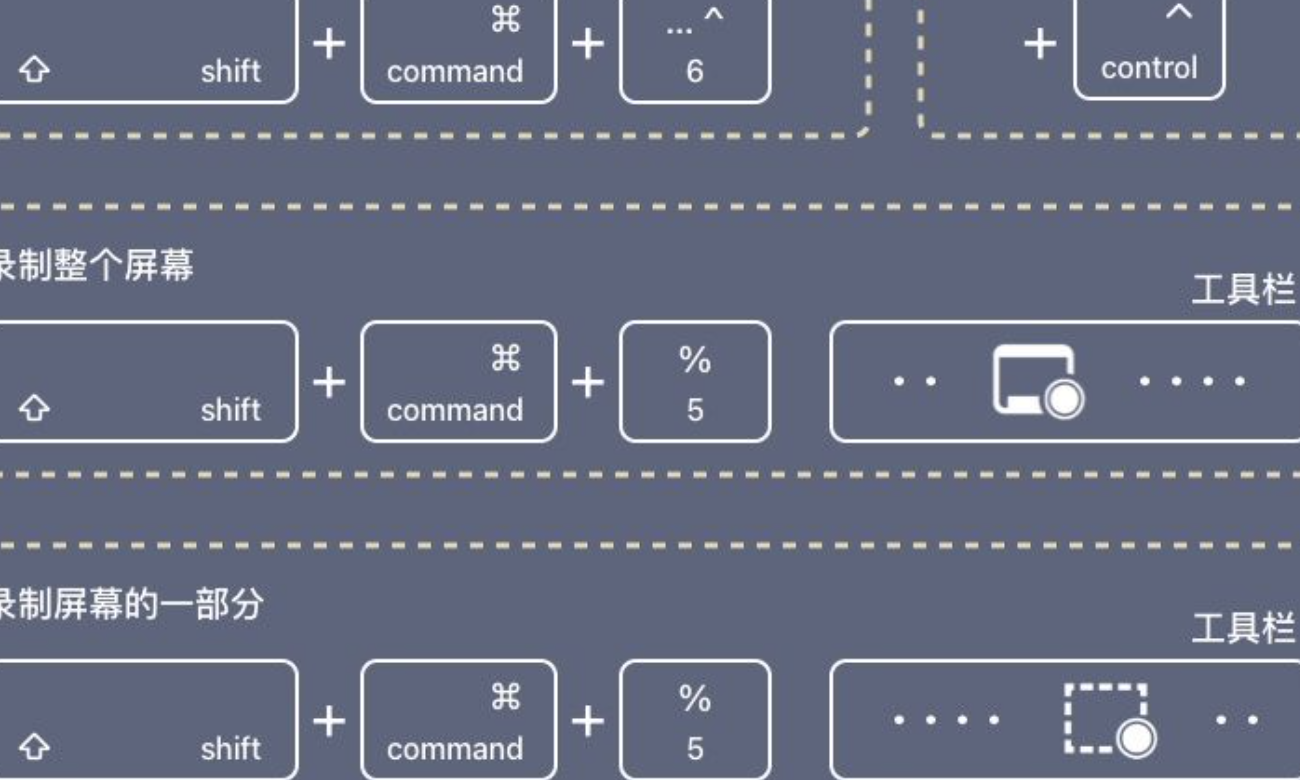 ⇧ shift + ⌘ command + … ^ 6 + ^ control
录制整个屏幕
工具栏
⇧ shift + ⌘ command + % 5
录制屏幕的一部分
工具栏
⇧ shift + ⌘ command + % 5